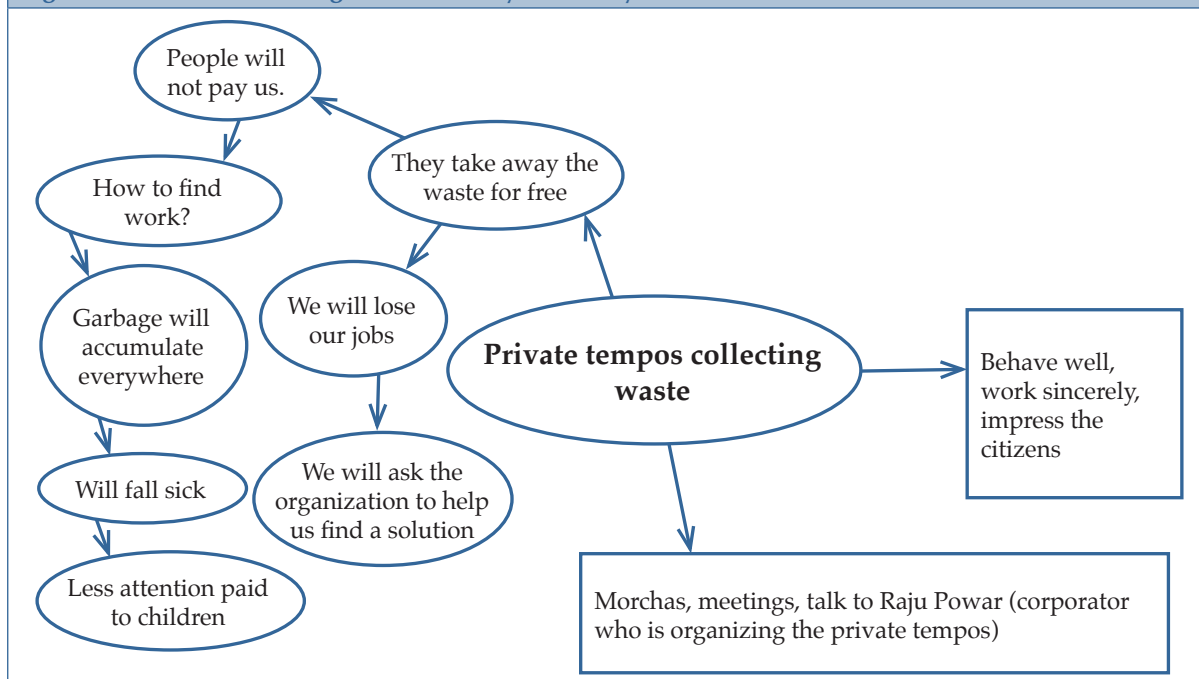 People will
not pay us.
They take away the
waste for free
How to find
work?
We will lose
our jobs
Garbage will
accumulate
everywhere
Private tempos collecting
waste
Behave well,
work sincerely,
impress the
citizens
Will fall sick
We will ask the
organization to help
us find a solution
Less attention paid
to children
Morchas, meetings, talk to Raju Powar (corporator
who is organizing the private tempos)